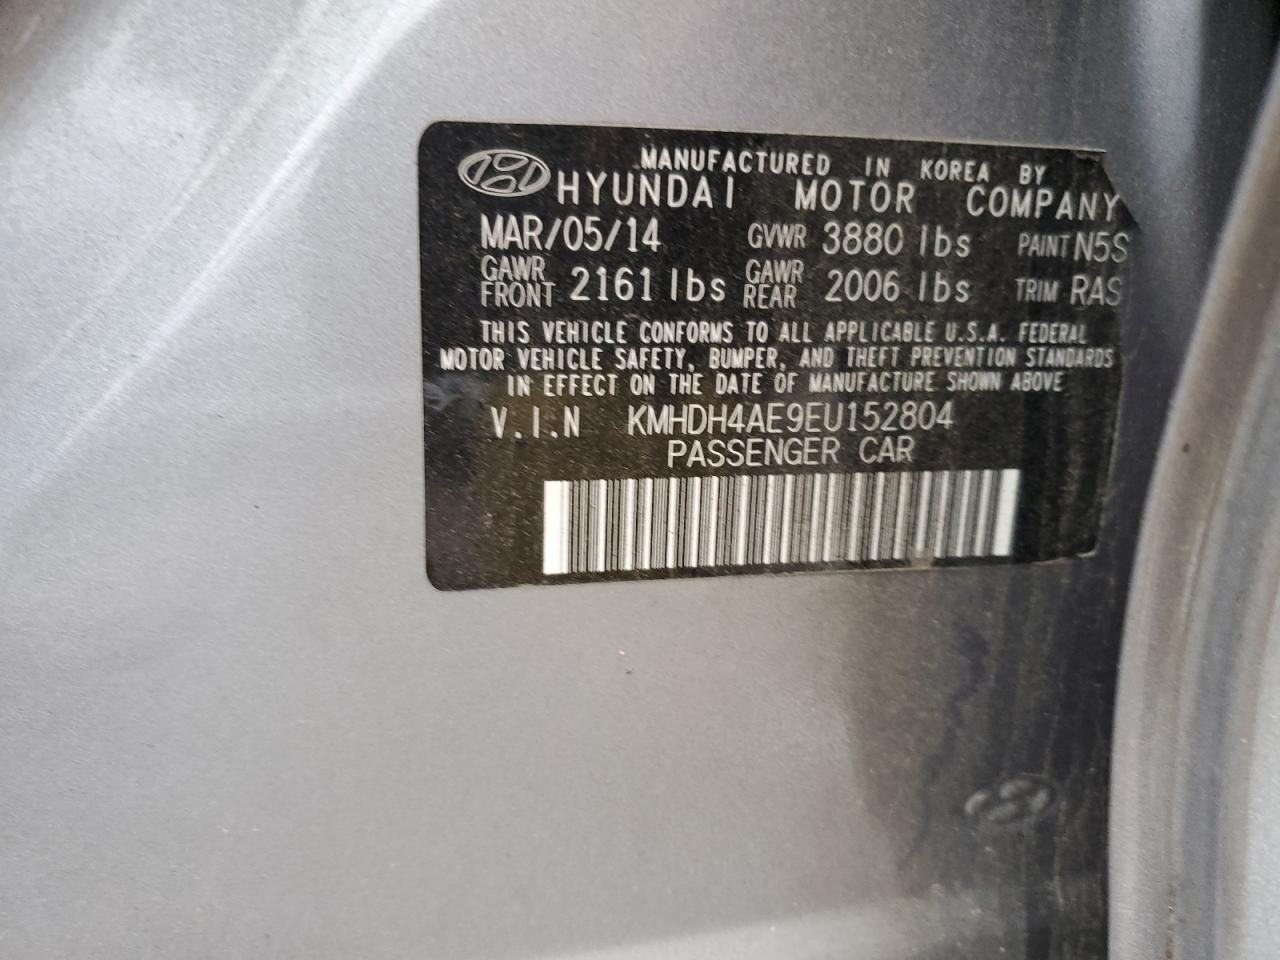 MANUFACTURED IN KOREA BY
HYUNDAI MOTOR COMPANY
MAR/05/14 GVWR 3880 lbs PAINT N5S
GAWR FRONT 2161 lbs GAWR REAR 2006 lbs TRIM RAS
THIS VEHICLE CONFORMS TO ALL APPLICABLE U.S.A. FEDERAL
MOTOR VEHICLE SAFETY, BUMPER, AND THEFT PREVENTION STANDARDS
IN EFFECT ON THE DATE OF MANUFACTURE SHOWN ABOVE
V.I.N KMHDH4AE9EU152804
PASSENGER CAR